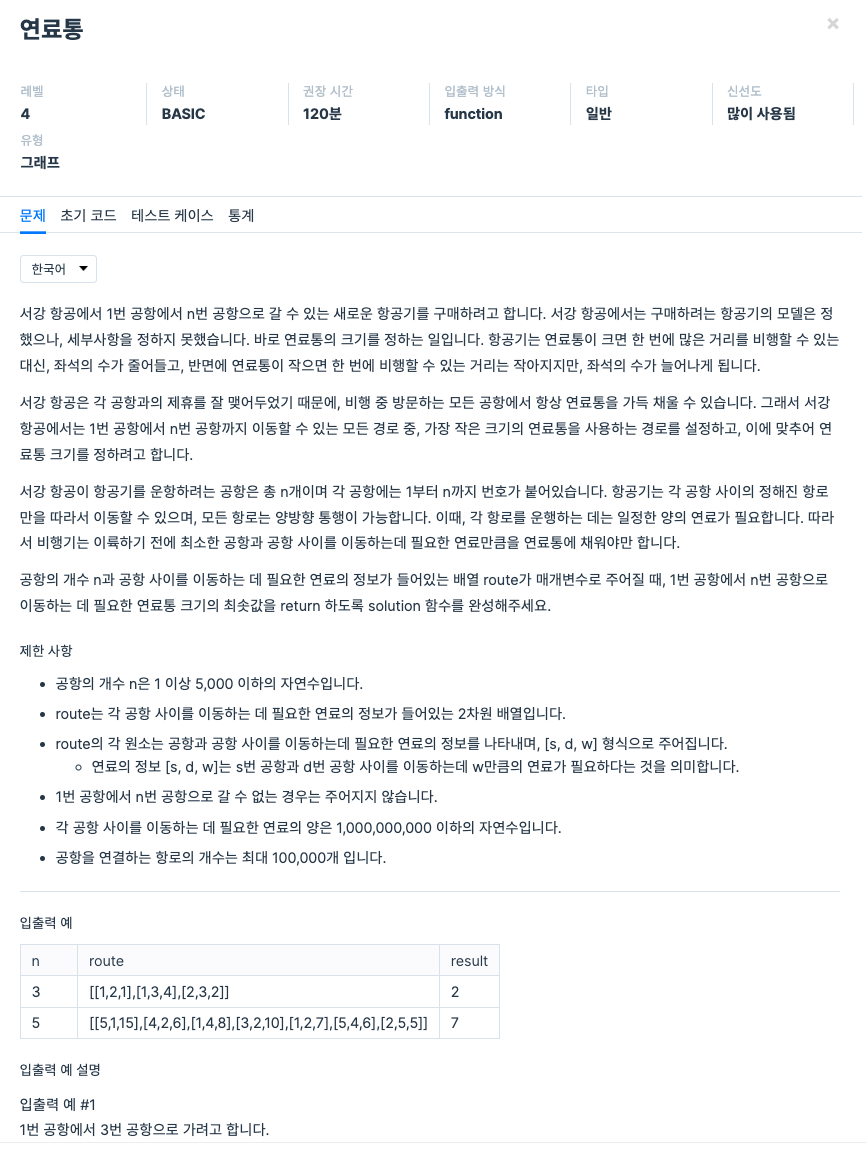 연료통
×
레벨 상태 권장 시간 입출력 방식 타입 신선도
4 BASIC 120분 function 일반 많이 사용됨
유형
그래프
문제 초기 코드 테스트 케이스 통계
한국어
서강 항공에서 1번 공항에서 n번 공항으로 갈 수 있는 새로운 항공기를 구매하려고 합니다. 서강 항공에서는 구매하려는 항공기의 모델은 정
했으나, 세부사항을 정하지 못했습니다. 바로 연료통의 크기를 정하는 일입니다. 항공기는 연료통이 크면 한 번에 많은 거리를 비행할 수 있는
대신, 좌석의 수가 줄어들고, 반면에 연료통이 작으면 한 번에 비행할 수 있는 거리는 작아지지만, 좌석의 수가 늘어나게 됩니다.
서강 항공은 각 공항과의 제휴를 잘 맺어두었기 때문에, 비행 중 방문하는 모든 공항에서 항상 연료통을 가득 채울 수 있습니다. 그래서 서강
항공에서는 1번 공항에서 n번 공항까지 이동할 수 있는 모든 경로 중, 가장 작은 크기의 연료통을 사용하는 경로를 설정하고, 이에 맞추어 연
료통 크기를 정하려고 합니다.
서강 항공이 항공기를 운항하려는 공항은 총 n개이며 각 공항에는 1부터 n까지 번호가 붙어있습니다. 항공기는 각 공항 사이의 정해진 항로
만을 따라서 이동할 수 있으며, 모든 항로는 양방향 통행이 가능합니다. 이때, 각 항로를 운행하는 데는 일정한 양의 연료가 필요합니다. 따라
서 비행기는 이륙하기 전에 최소한 공항과 공항 사이를 이동하는데 필요한 연료만큼을 연료통에 채워야만 합니다.
공항의 개수 n과 공항 사이를 이동하는 데 필요한 연료의 정보가 들어있는 배열 route가 매개변수로 주어질 때, 1번 공항에서 n번 공항으로
이동하는 데 필요한 연료통 크기의 최솟값을 return 하도록 solution 함수를 완성해주세요.
제한 사항
• 공항의 개수 n은 1 이상 5,000 이하의 자연수입니다.
• route는 각 공항 사이를 이동하는 데 필요한 연료의 정보가 들어있는 2차원 배열입니다.
• route의 각 원소는 공항과 공항 사이를 이동하는데 필요한 연료의 정보를 나타내며, [s, d, w] 형식으로 주어집니다.
◦ 연료의 정보 [s, d, w]는 s번 공항과 d번 공항 사이를 이동하는데 w만큼의 연료가 필요하다는 것을 의미합니다.
• 1번 공항에서 n번 공항으로 갈 수 없는 경우는 주어지지 않습니다.
• 각 공항 사이를 이동하는 데 필요한 연료의 양은 1,000,000,000 이하의 자연수입니다.
• 공항을 연결하는 항로의 개수는 최대 100,000개 입니다.
입출력 예
n route result
3 [[1,2,1],[1,3,4],[2,3,2]] 2
5 [[5,1,15],[4,2,6],[1,4,8],[3,2,10],[1,2,7],[5,4,6],[2,5,5]] 7
입출력 예 설명
입출력 예 #1
1번 공항에서 3번 공항으로 가려고 합니다.